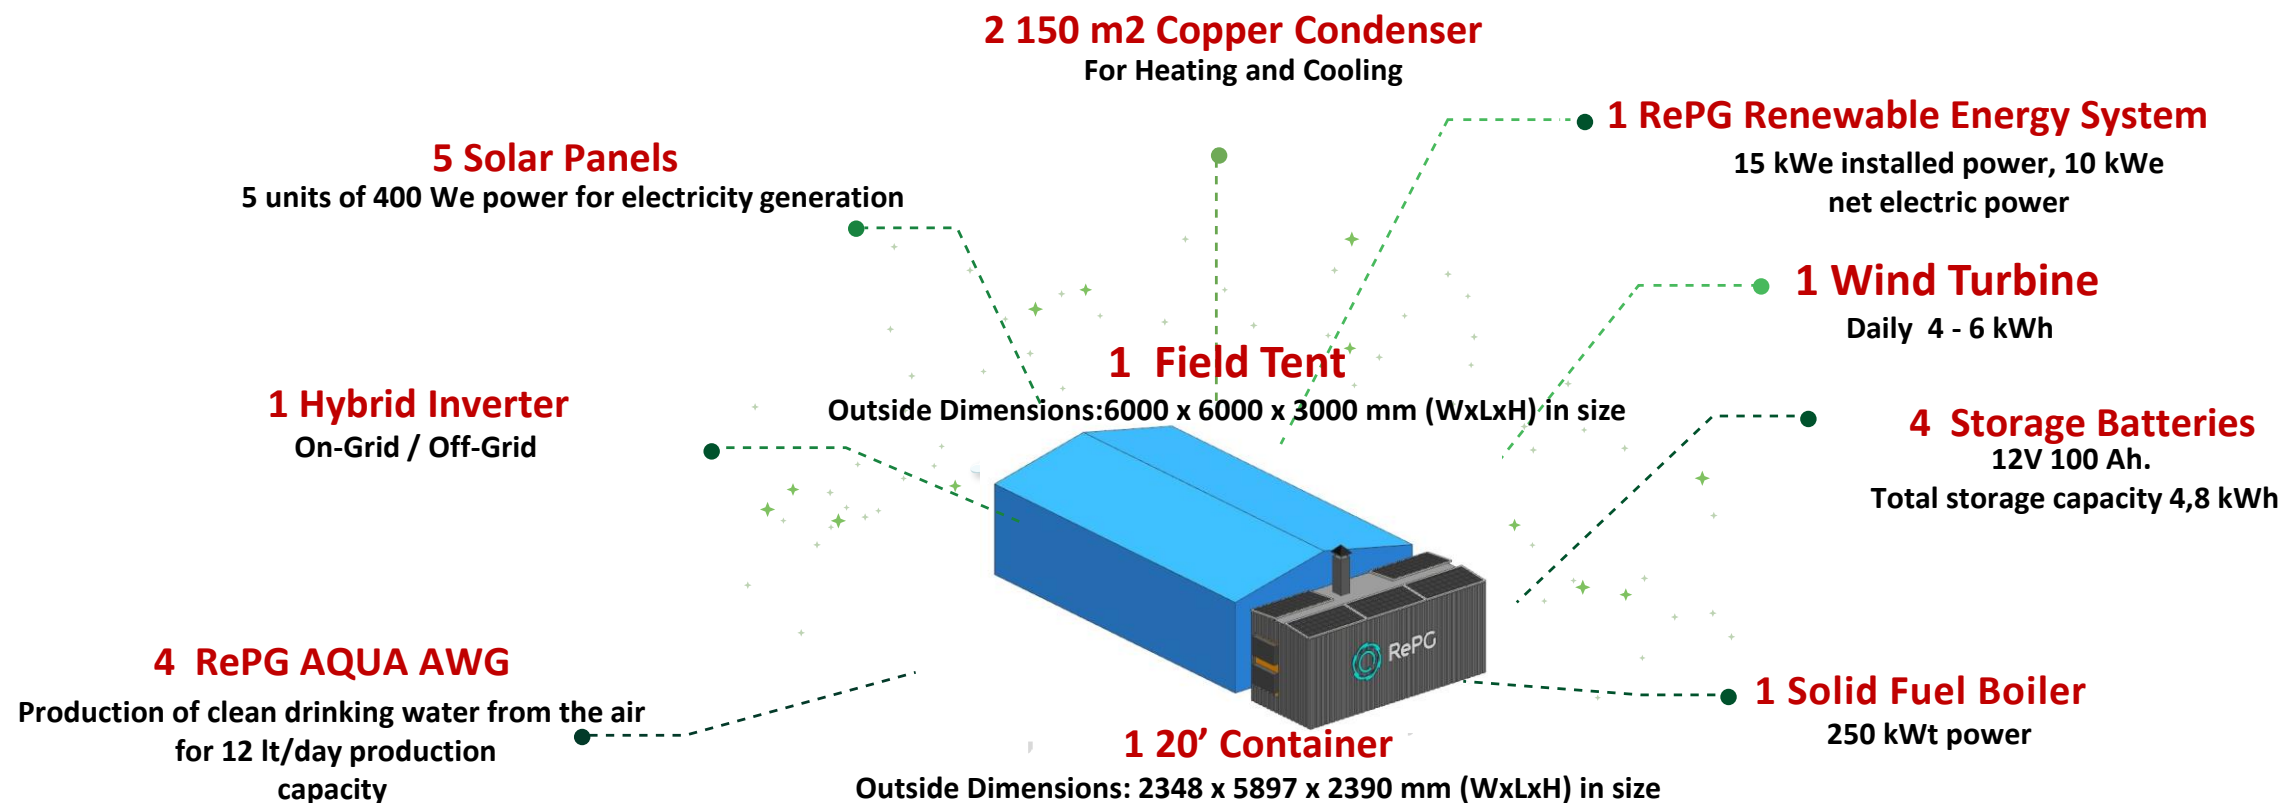 2 150 m2 Copper Condenser
For Heating and Cooling
1 RePG Renewable Energy System
15 kWe installed power, 10 kWe
net electric power
5 Solar Panels
5 units of 400 We power for electricity generation
1 Wind Turbine
Daily 4 - 6 kWh
1 Field Tent
Outside Dimensions:6000 x 6000 x 3000 mm (WxLxH) in size
1 Hybrid Inverter
On-Grid / Off-Grid
4 Storage Batteries
12V 100 Ah.
Total storage capacity 4,8 kWh
RePG
4 RePG AQUA AWG
Production of clean drinking water from the air
for 12 lt/day production
capacity
1 Solid Fuel Boiler
250 kWt power
1 20’ Container
Outside Dimensions: 2348 x 5897 x 2390 mm (WxLxH) in size